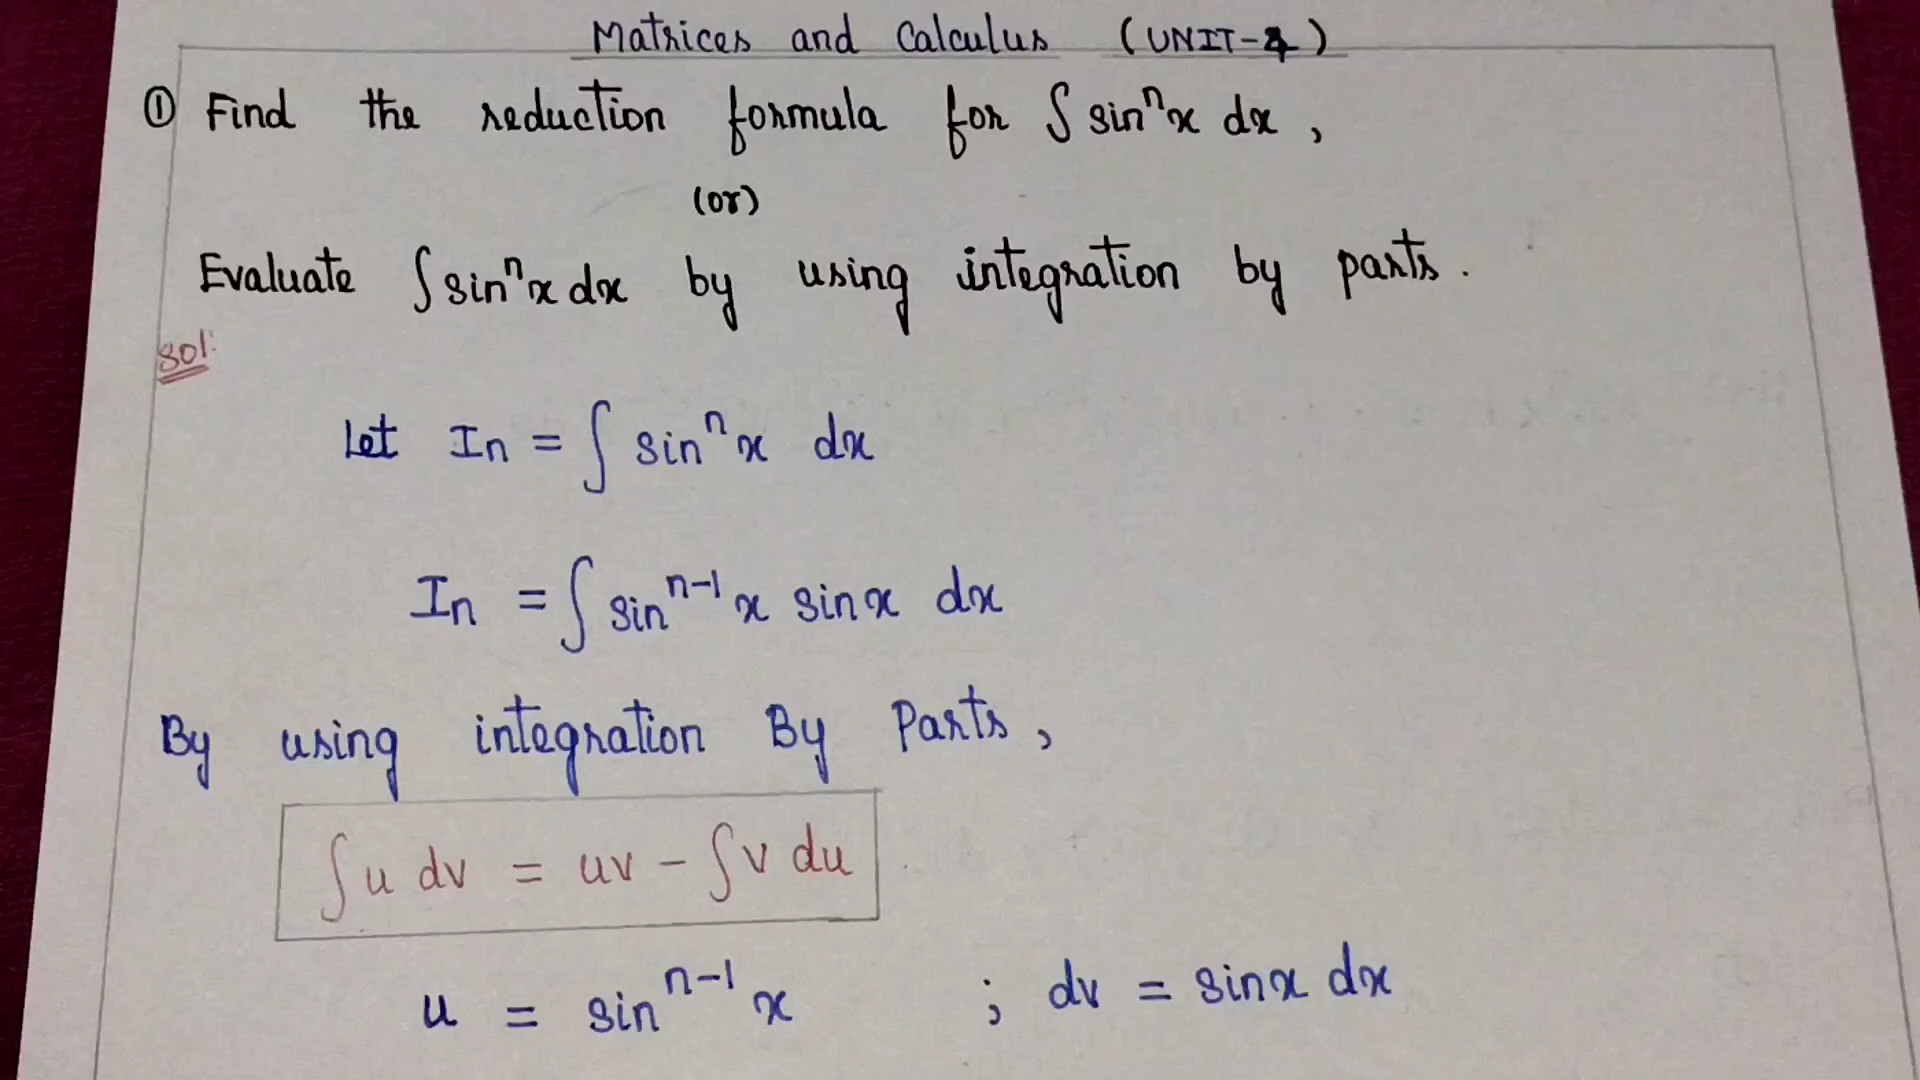 Matrices and Calculus (UNIT-4)
① Find the reduction formula for ∫ sinⁿx dx ,
(or)
Evaluate ∫ sinⁿx dx by using integration by parts .
Sol:
Let In = ∫ sinⁿx dx
In = ∫ sinⁿ⁻¹x sinx dx
By using integration By Parts ,
∫u dv = uv - ∫v du
u = sinⁿ⁻¹x ; dv = sinx dx